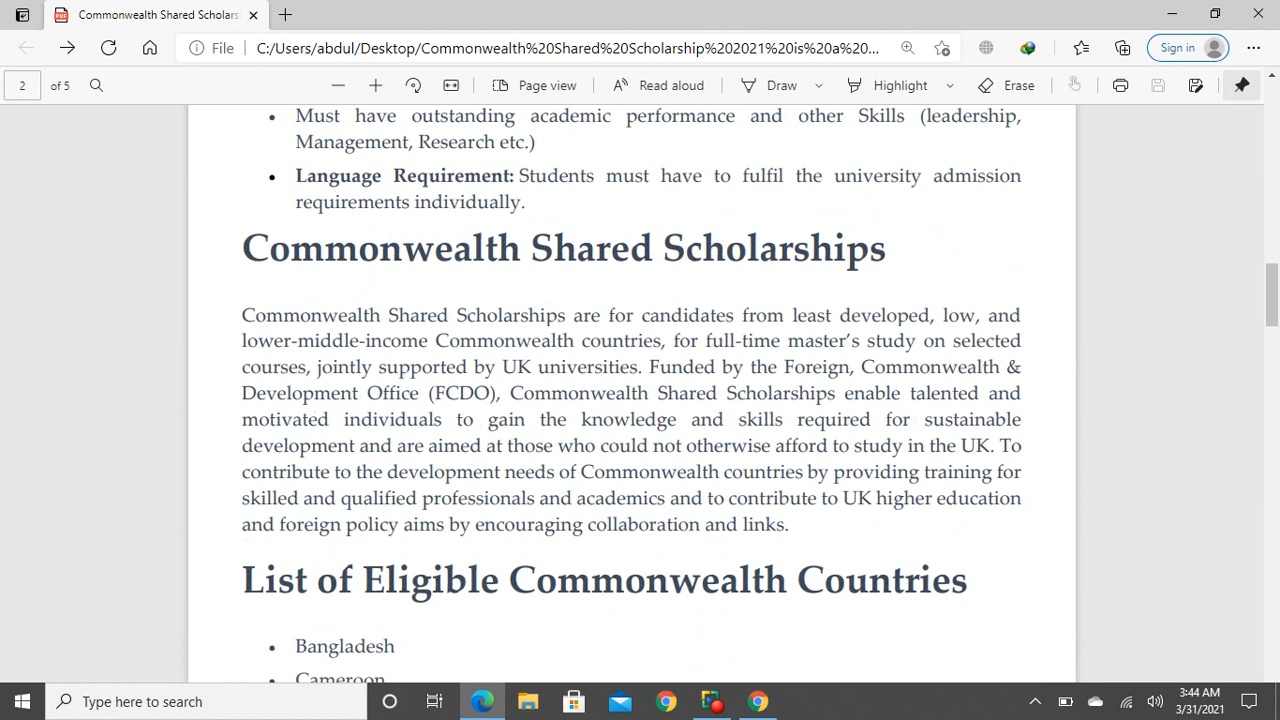 Commonwealth Shared Scholarsh
File
C:/Users/abdul/Desktop/Commonwealth%20Shared%20Scholarship%202021%20is%20a%20...
Sign in
2 of 5
Page view
Read aloud
Draw
Highlight
Erase
• Must have outstanding academic performance and other Skills (leadership,
Management, Research etc.)
• Language Requirement: Students must have to fulfil the university admission
requirements individually.
Commonwealth Shared Scholarships
Commonwealth Shared Scholarships are for candidates from least developed, low, and
lower-middle-income Commonwealth countries, for full-time master's study on selected
courses, jointly supported by UK universities. Funded by the Foreign, Commonwealth &
Development Office (FCDO), Commonwealth Shared Scholarships enable talented and
motivated individuals to gain the knowledge and skills required for sustainable
development and are aimed at those who could not otherwise afford to study in the UK. To
contribute to the development needs of Commonwealth countries by providing training for
skilled and qualified professionals and academics and to contribute to UK higher education
and foreign policy aims by encouraging collaboration and links.
List of Eligible Commonwealth Countries
• Bangladesh
• Cameroon
Type here to search
3:44 AM
3/31/2021